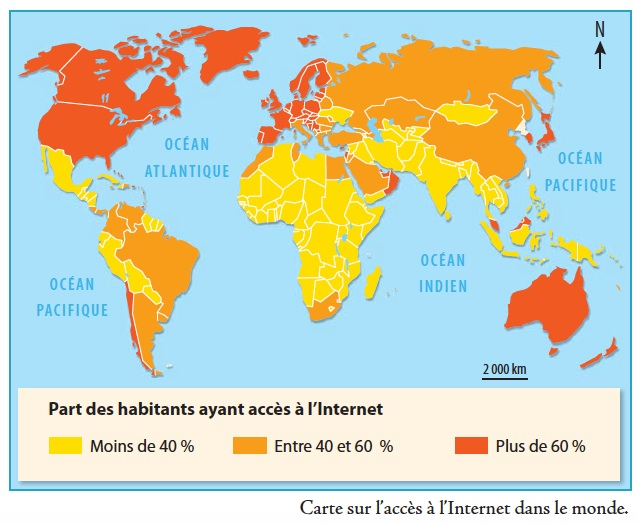 N
OCÉAN
ATLANTIQUE
OCÉAN
PACIFIQUE
OCÉAN
PACIFIQUE
OCÉAN
INDIEN
2 000 km
Part des habitants ayant accès à l'Internet
Moins de 40 %
Entre 40 et 60 %
Plus de 60 %
Carte sur l'accès à l'Internet dans le monde.